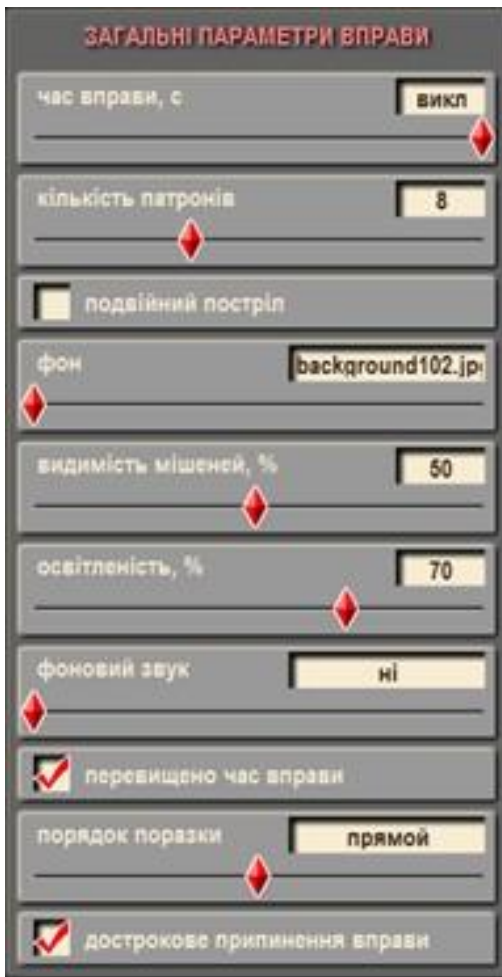 ЗАГАЛЬНІ ПАРАМЕТРИ ВПРАВИ
час вправи, с викл
кількість патронів 8
подвійний постріл
фон background102.jp
видимість мішеней, % 50
освітленість, % 70
фоновий звук ні
перевищено час вправи
порядок поразки прямой
дострокове припинення вправи